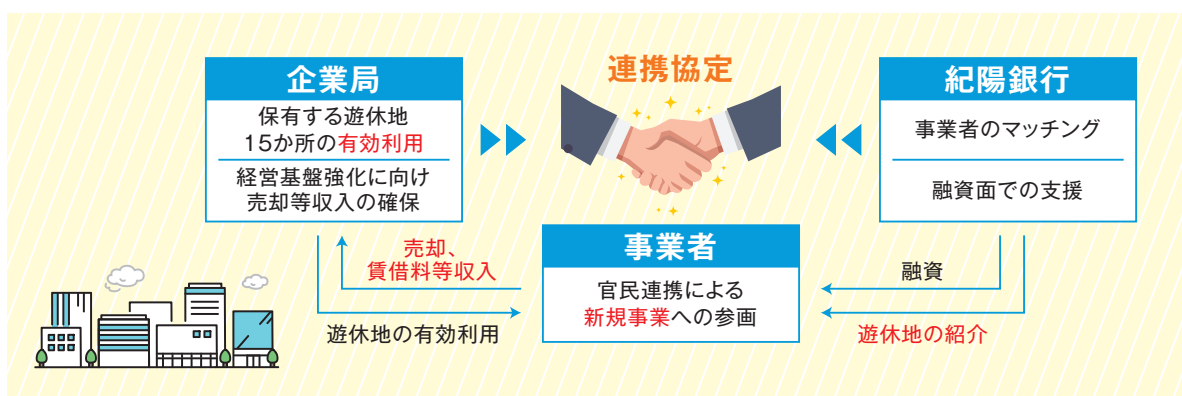 連携協定
企業局
保有する遊休地
15か所の有効利用
経営基盤強化に向け
売却等収入の確保
紀陽銀行
事業者のマッチング
融資面での支援
事業者
官民連携による
新規事業への参画
売却、
賃借料等収入
遊休地の有効利用
融資
遊休地の紹介